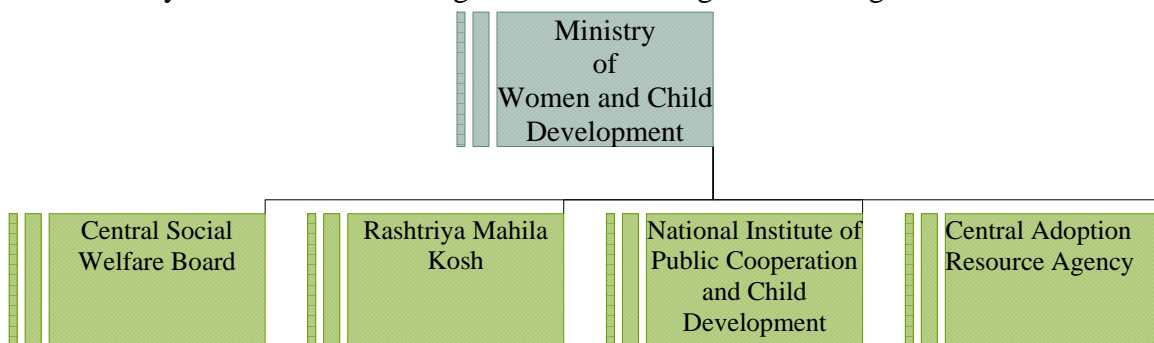 Ministry
of
Women and Child
Development
Central Social
Welfare Board
Rashtriya Mahila
Kosh
National Institute of
Public Cooperation
and Child
Development
Central Adoption
Resource Agency